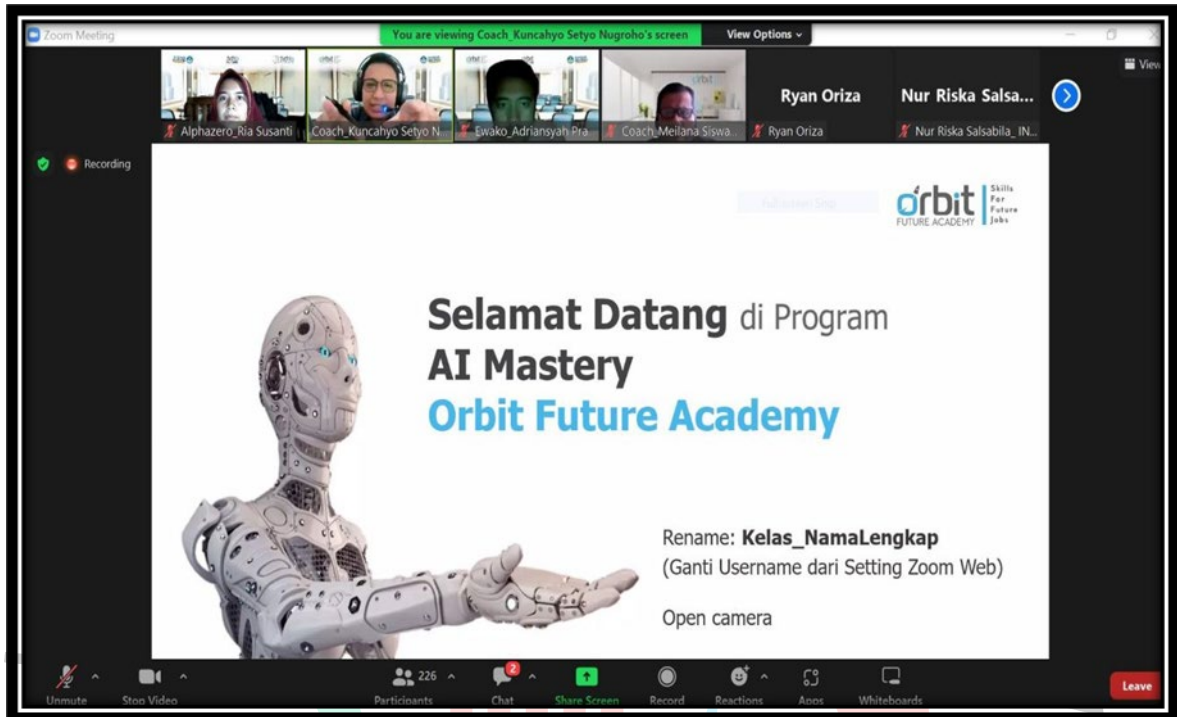 Zoom Meeting
You are viewing Coach_Kuncahyo Setyo Nugroho's screen
View Options
View
Ryan Oriza
Nur Riska Salsa...
Alphazero_Ria Susanti
Coach_Kuncahyo Setyo N
Ewako_Adriansyah Pra
Coach_Meilana Siswa...
Ryan Oriza
Nur Riska Salsabila_ IN...
Recording
orbit
FUTURE ACADEMY
Skills
For
Future
Jobs
Selamat Datang di Program
AI Mastery
Orbit Future Academy
Rename: Kelas_NamaLengkap
(Ganti Username dari Setting Zoom Web)
Open camera
226
2
Unmute
Stop Video
Participants
Chat
Share Screen
Record
Reactions
Apps
Whiteboards
Leave